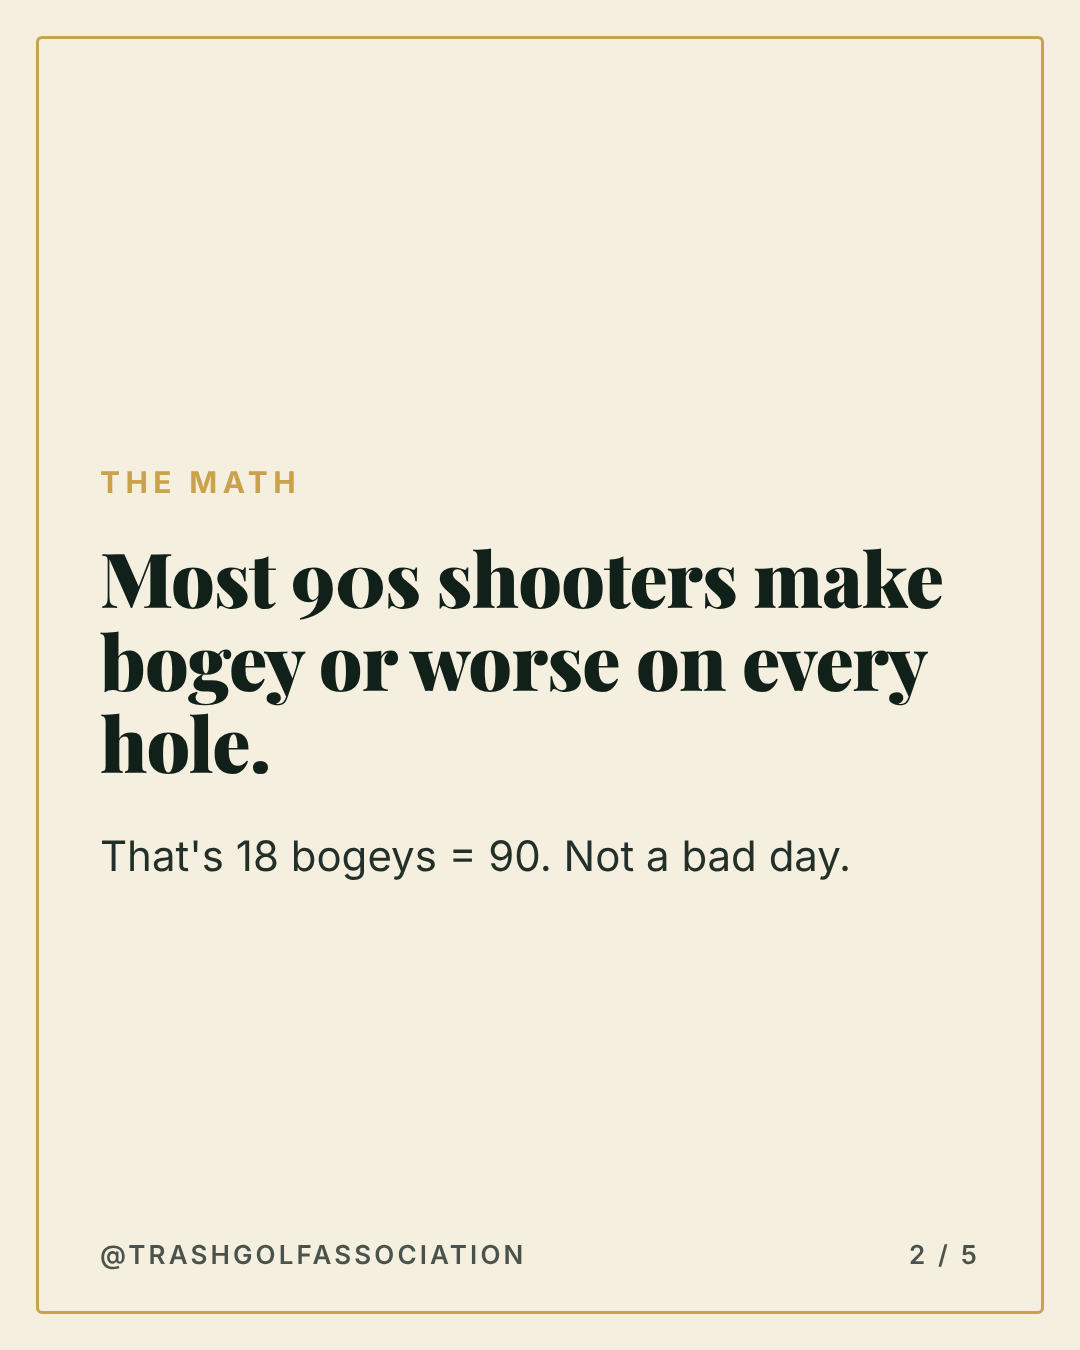 THE MATH
Most 90s shooters make
bogey or worse on every
hole.
That's 18 bogeys = 90. Not a bad day.
@TRASHGOLFASSOCIATION
2 / 5